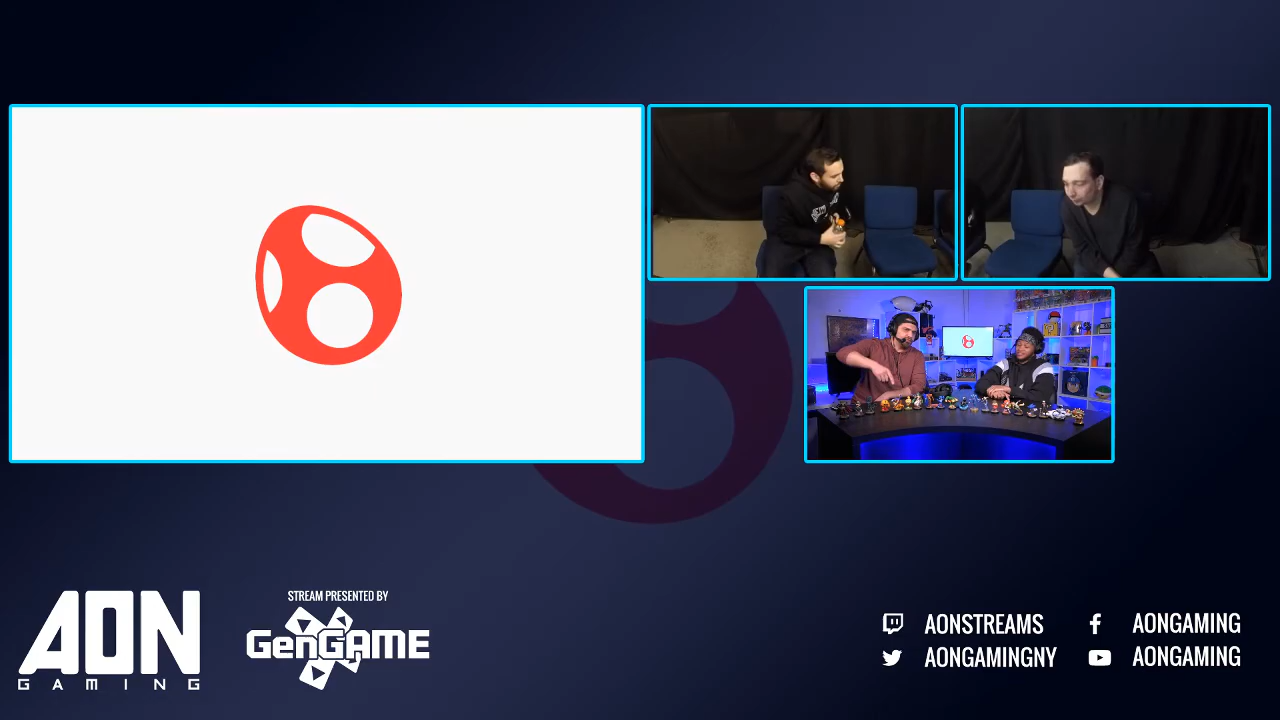 AON
GAMING
STREAM PRESENTED BY
GenGAME
AONSTREAMS
AONGAMING
AONGAMINGNY
AONGAMING